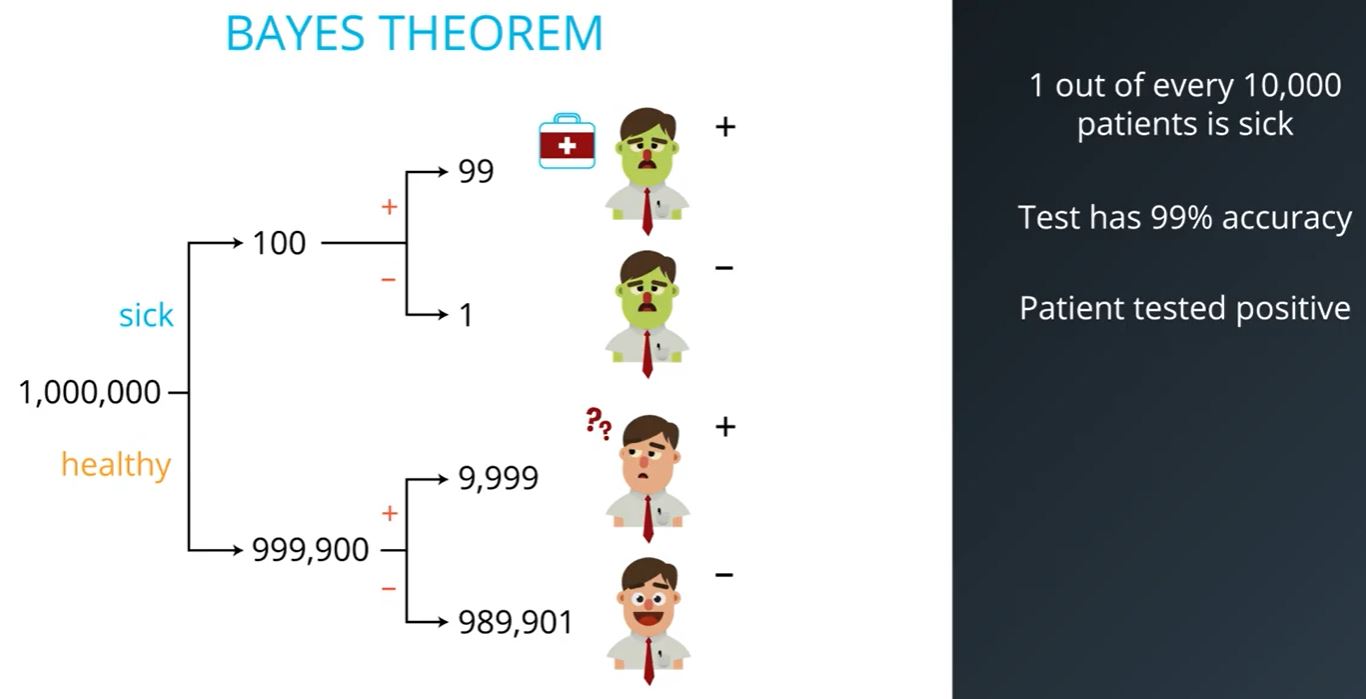 BAYES THEOREM
1 out of every 10,000
patients is sick
Test has 99% accuracy
Patient tested positive
+
99
+
100
−
−
1
sick
1,000,000
healthy
??
+
9,999
+
999,900
−
−
989,901